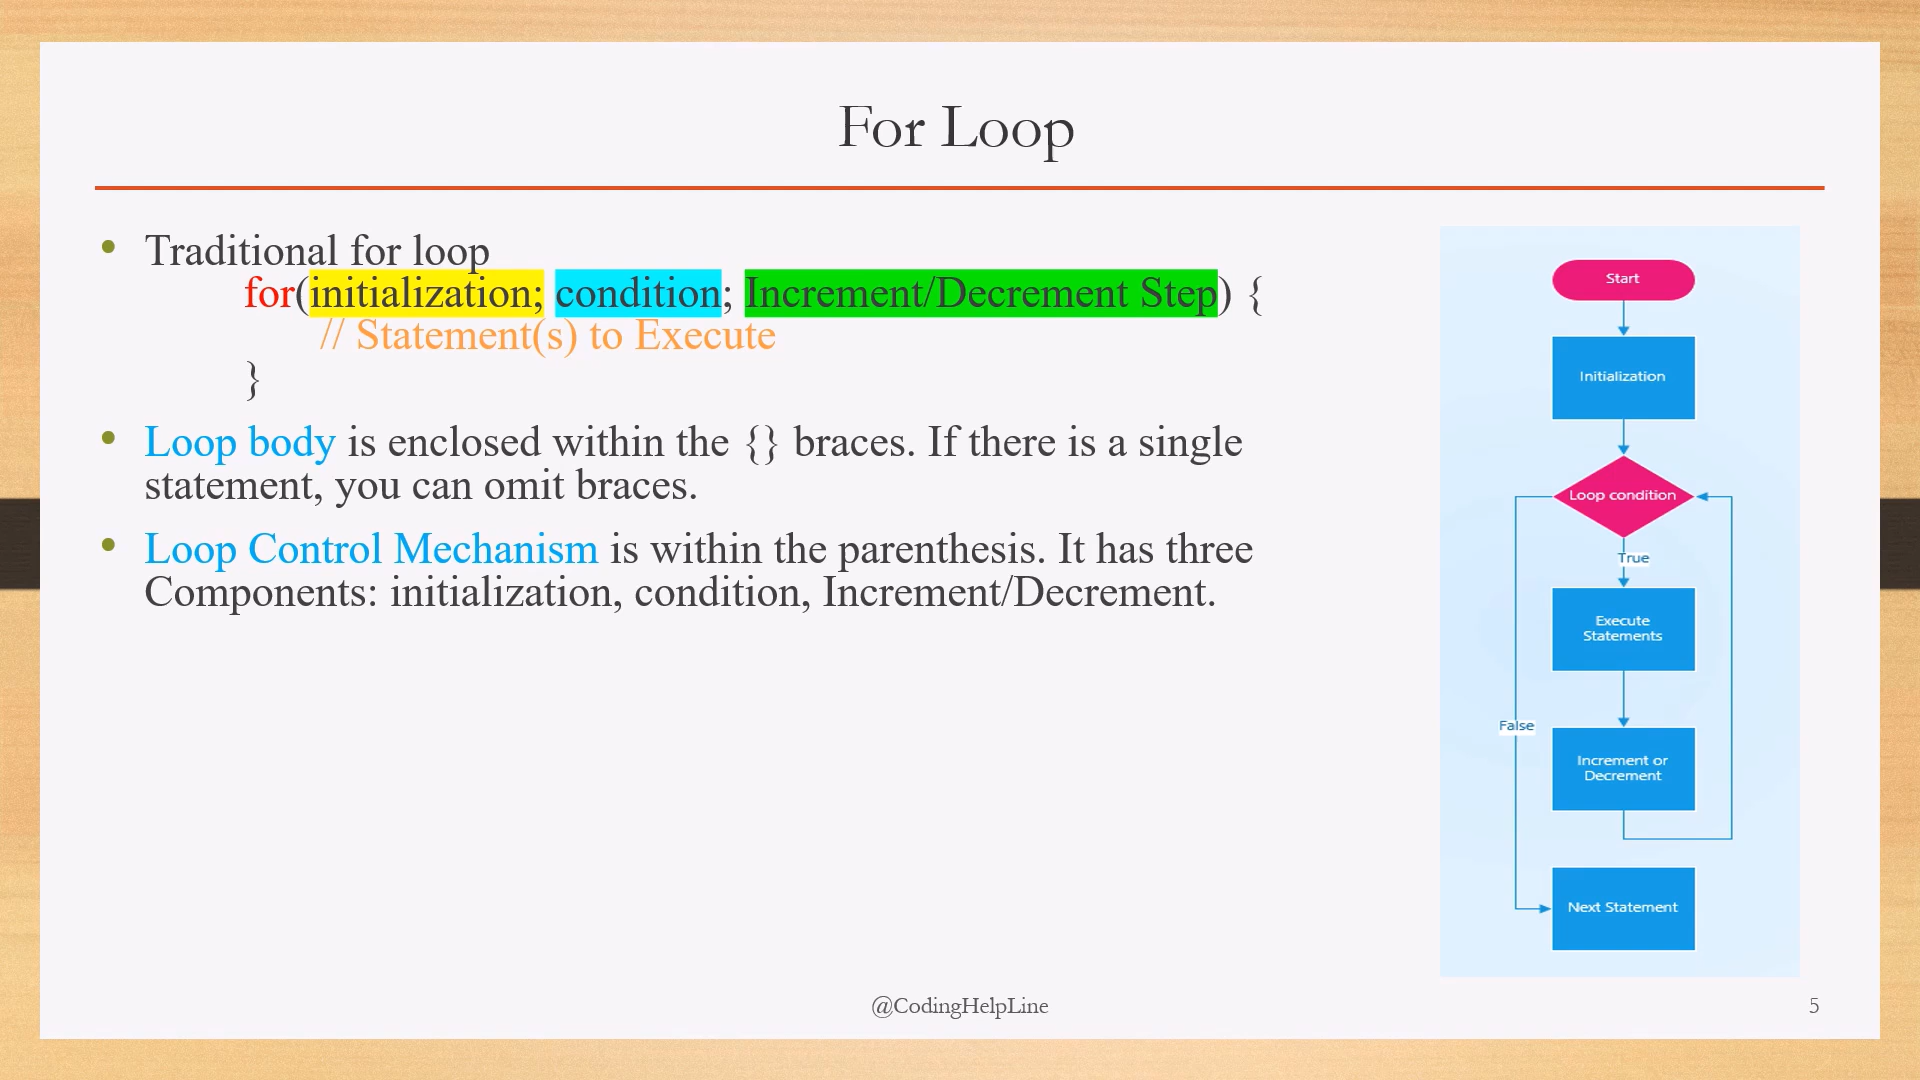 For Loop
Traditional for loop
for(initialization; condition; Increment/Decrement Step) {
// Statement(s) to Execute
}
Loop body is enclosed within the {} braces. If there is a single
statement, you can omit braces.
Loop Control Mechanism is within the parenthesis. It has three
Components: initialization, condition, Increment/Decrement.
Start
Initialization
Loop condition
True
Execute
Statements
False
Increment or
Decrement
Next Statement
@CodingHelpLine
5